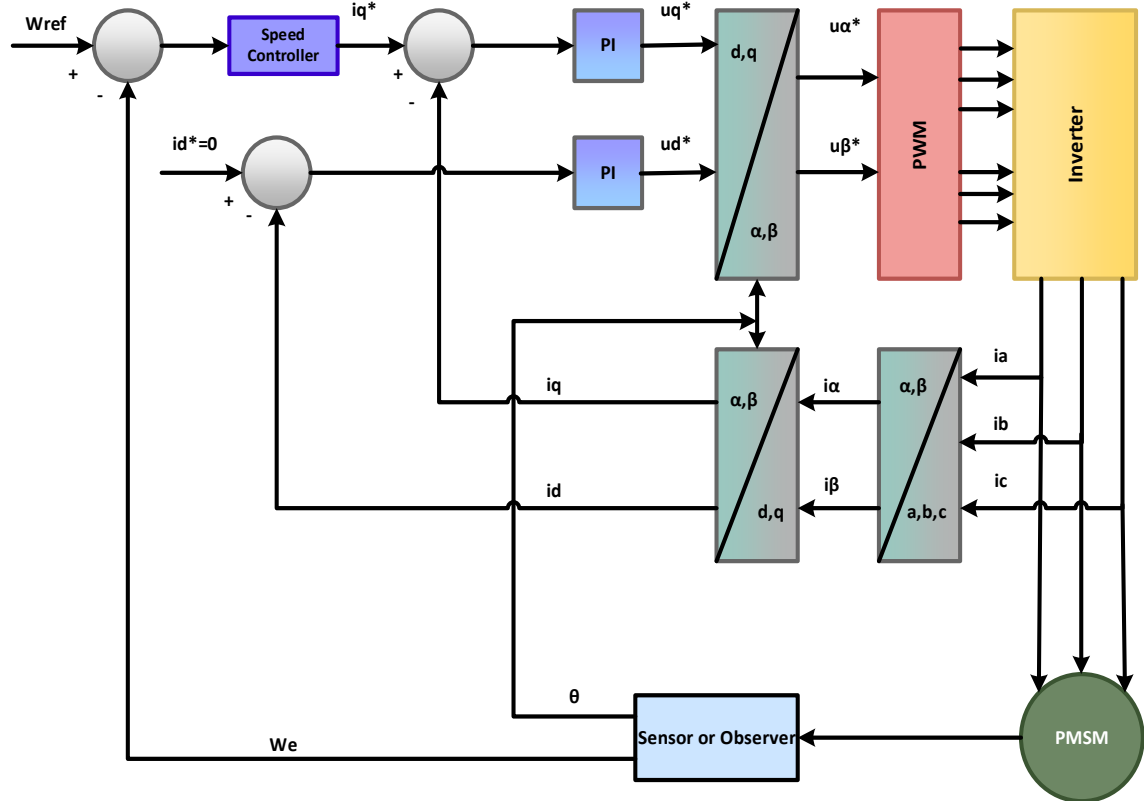 Wref
+
-
Speed
Controller
iq*
+
-
PI
uq*
d,q
α,β
uα*
PWM
Inverter
id*=0
+
-
PI
ud*
uβ*
iq
α,β
d,q
iα
α,β
a,b,c
ia
ib
id
iβ
ic
θ
We
Sensor or Observer
PMSM